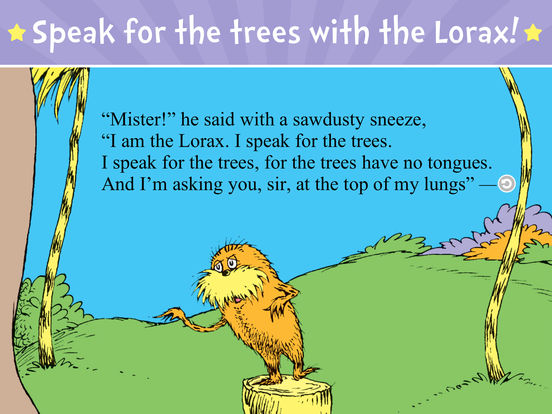 Speak for the trees with the Lorax!
“Mister!” he said with a sawdusty sneeze,
“I am the Lorax. I speak for the trees.
I speak for the trees, for the trees have no tongues.
And I’m asking you, sir, at the top of my lungs” —